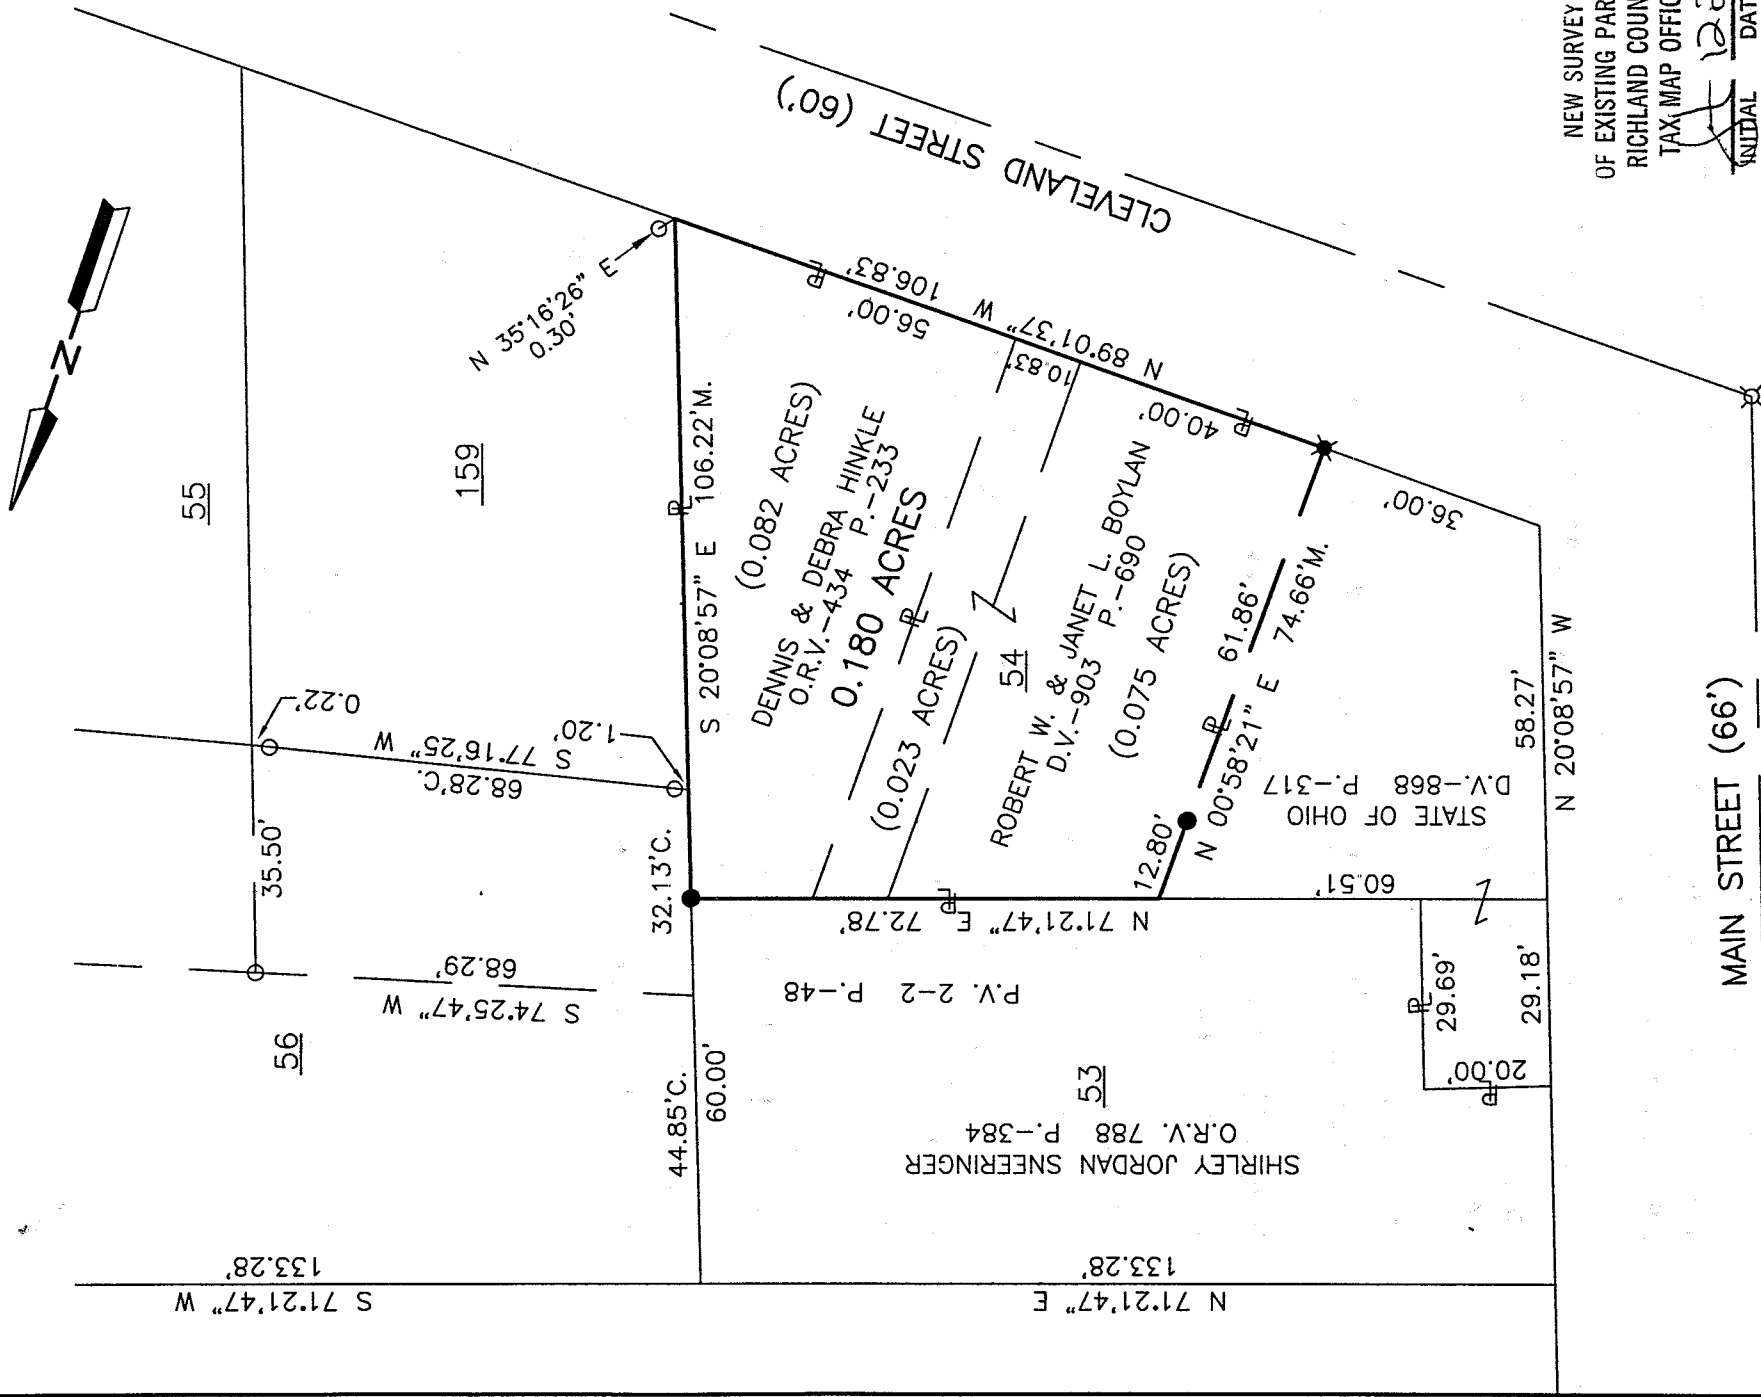 55
159
N
N 35°16'26" E
0.30'
CLEVELAND STREET (60')
NEW SURVEY
OF EXISTING PAR
RICHLAND COUN
TAX MAP OFFIC
INITIAL DAT
106.83'
N 89°01'37" W
56.00'
10.83'
40.00'
36.00'
S 20°08'57" E 106.22'M.
(0.082 ACRES)
DENNIS & DEBRA HINKLE
O.R.V.-434 P.-233
0.180 ACRES
(0.023 ACRES)
54
ROBERT W. & JANET L. BOYLAN
D.V.-903 P.-690
(0.075 ACRES)
61.86'
N 00°58'21" E 74.66'M.
12.80'
0.22'
S 77°16'25" W
68.28'C.
1.20'
35.50'
32.13'C.
68.29'
S 74°25'47" W
56
44.85'C.
60.00'
N 71°21'47" E 72.78'
60.51'
STATE OF OHIO
D.V.-868 P.-317
58.27'
N 20°08'57" W
P.V. 2-2 P.-48
29.69'
29.18'
20.00'
53
SHIRLEY JORDAN SNEERINGER
O.R.V. 788 P.-384
133.28'
S 71°21'47" W
133.28'
N 71°21'47" E
MAIN STREET (66')